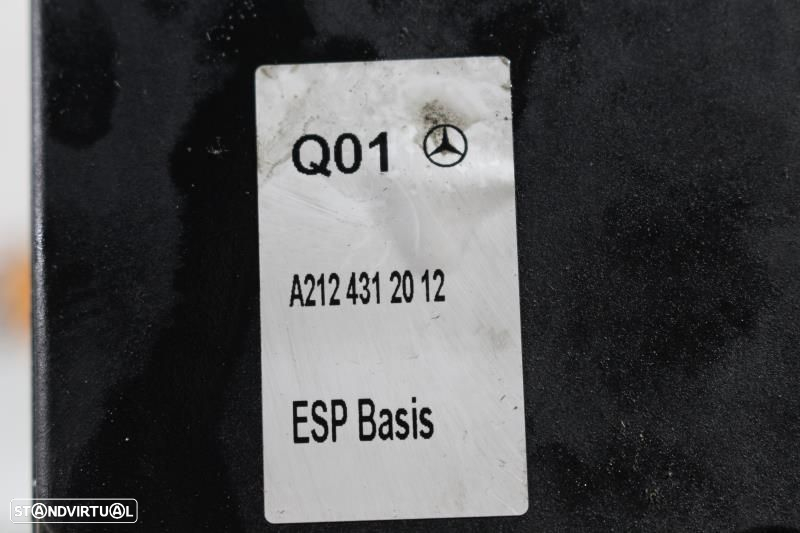 Q01
A212 431 20 12
ESP Basis
STANDVIRTUAL